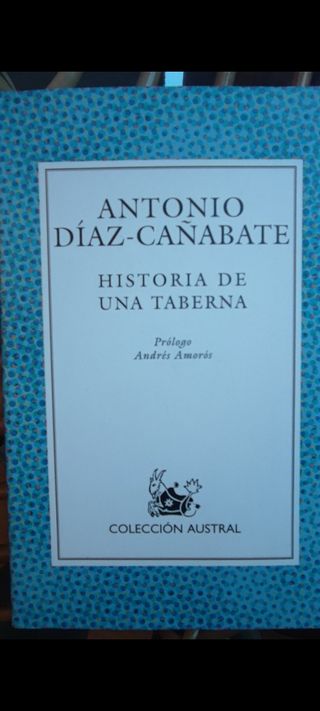 ANTONIO
DÍAZ-CAÑABATE
HISTORIA DE
UNA TABERNA
Prólogo
Andrés Amorós
COLECCIÓN AUSTRAL